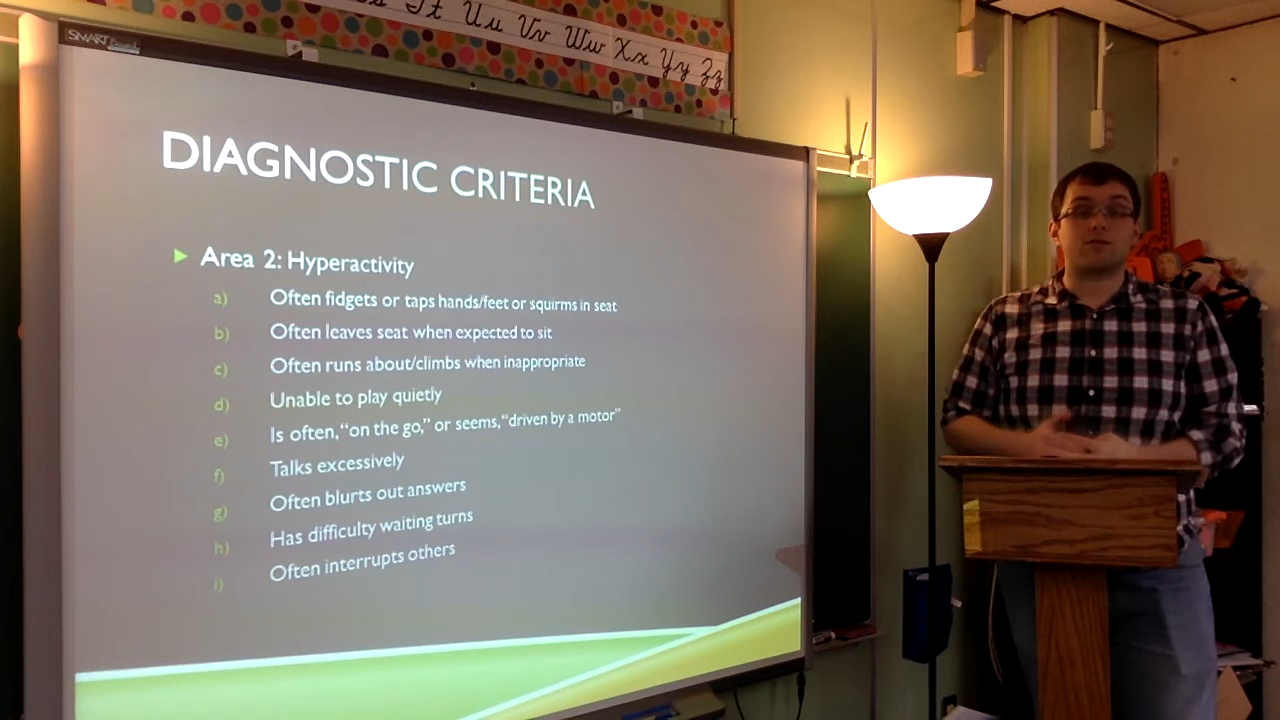 Tt Uu Vv Ww Xx Yy Zz
SMART
DIAGNOSTIC CRITERIA
Area 2: Hyperactivity
a) Often fidgets or taps hands/feet or squirms in seat
b) Often leaves seat when expected to sit
c) Often runs about/climbs when inappropriate
d) Unable to play quietly
e) Is often, “on the go,” or seems, “driven by a motor”
f) Talks excessively
g) Often blurts out answers
h) Has difficulty waiting turns
i) Often interrupts others